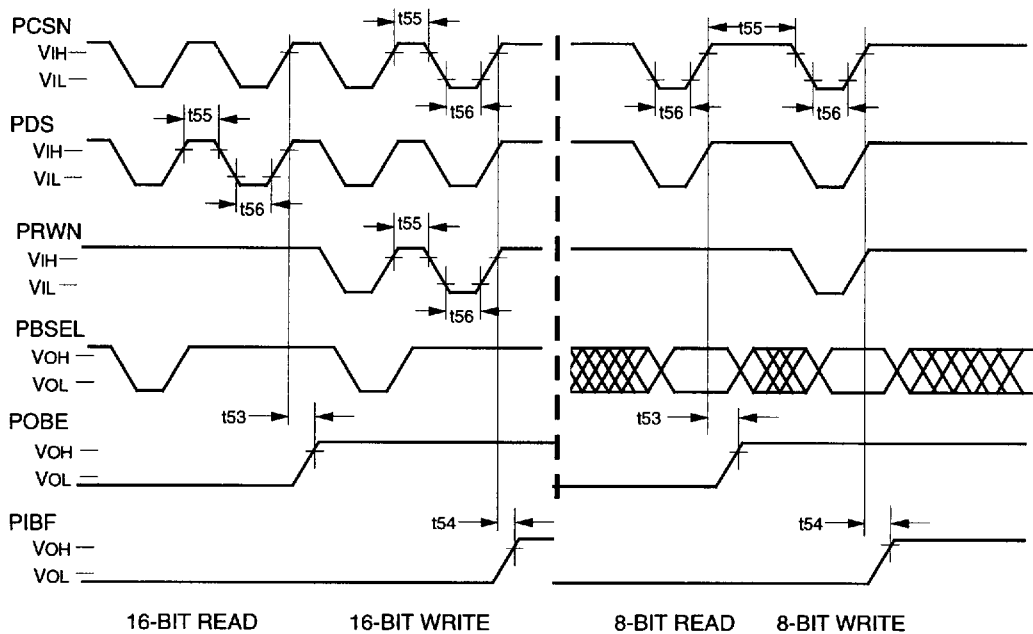 t55
t55
PCSN
VIH
VIL
t56
t56
t56
PDS
t55
VIH
VIL
t56
t55
PRWN
VIH
VIL
t56
PBSEL
VOH
VOL
t53
t53
POBE
VOH
VOL
PIBF
t54
t54
VOH
VOL
16-BIT READ 16-BIT WRITE 8-BIT READ 8-BIT WRITE